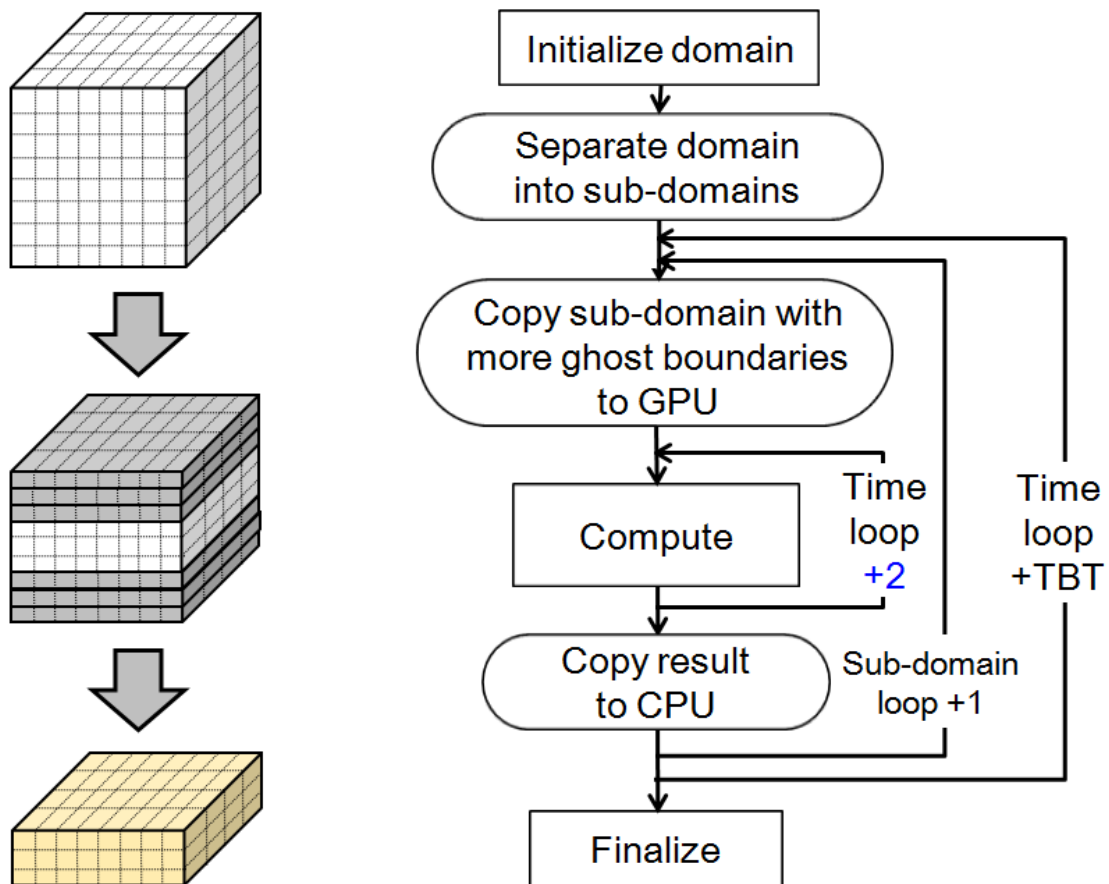 Initialize domain
Separate domain
into sub-domains
Copy sub-domain with
more ghost boundaries
to GPU
Compute
Time
loop
+2
Time
loop
+TBT
Copy result
to CPU
Sub-domain
loop +1
Finalize